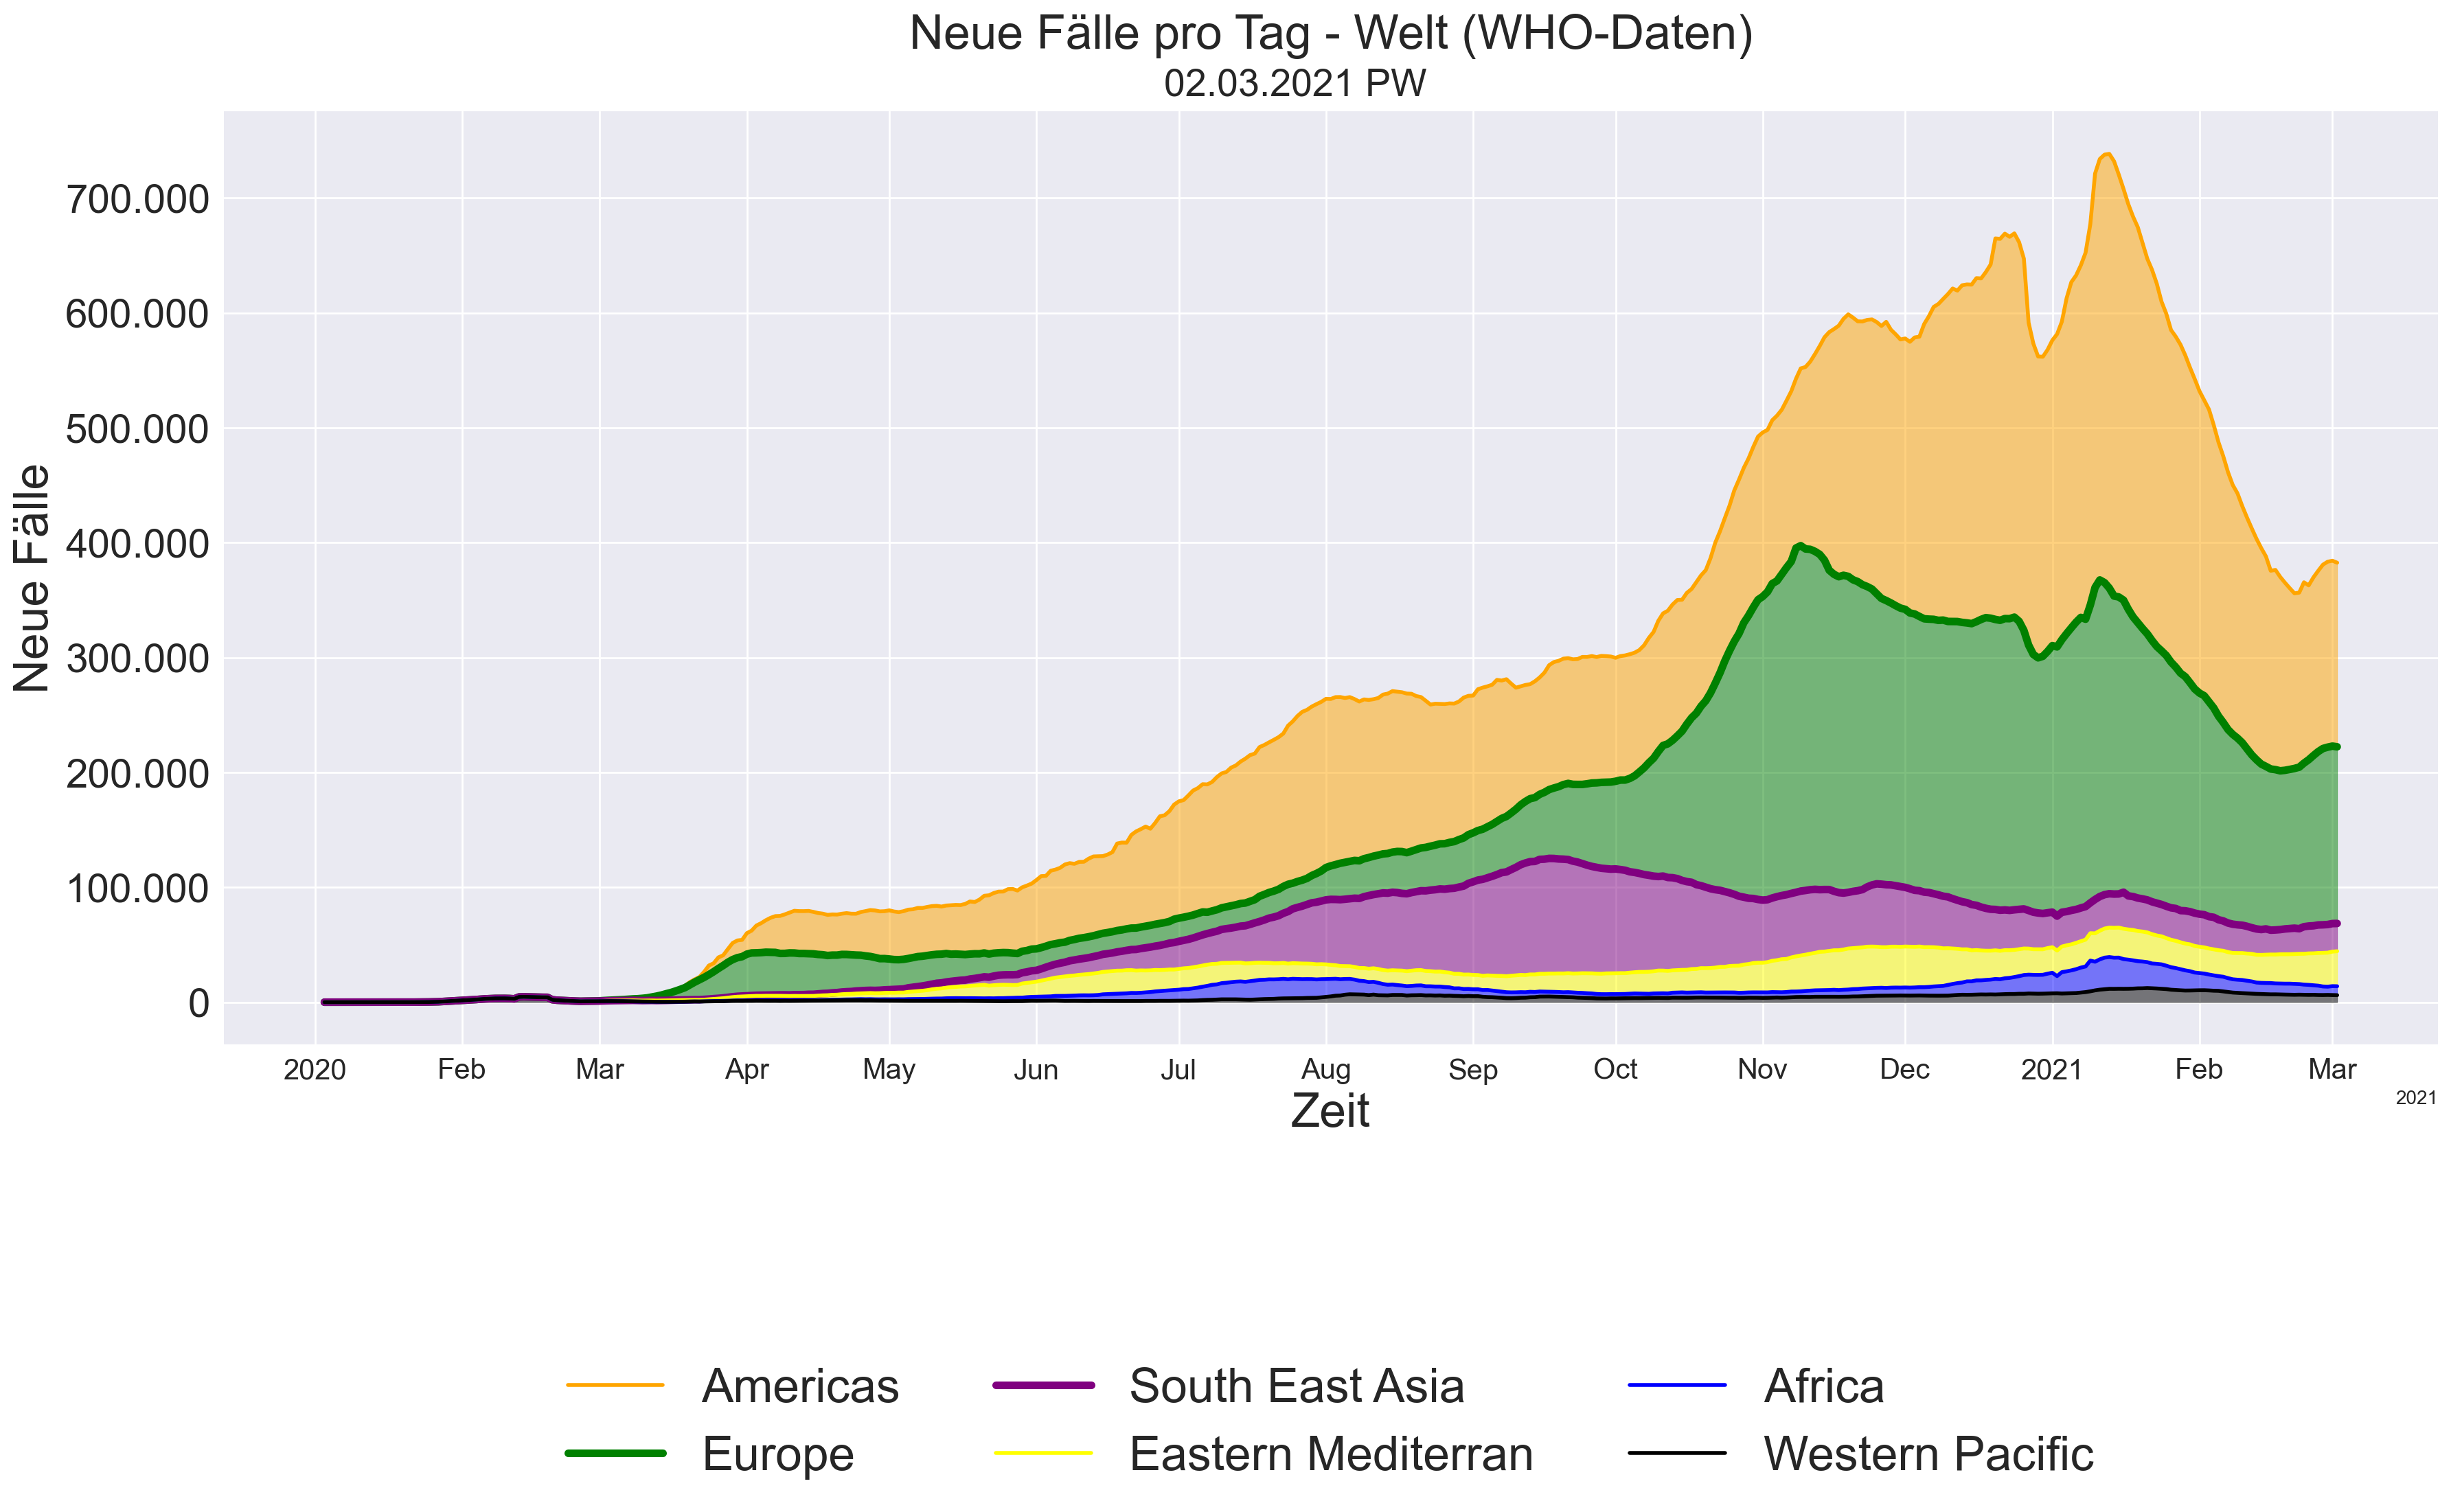 Neue Fälle pro Tag - Welt (WHO-Daten)
02.03.2021 PW
Neue Fälle
700.000
600.000
500.000
400.000
300.000
200.000
100.000
0
2020 Feb Mar Apr May Jun Jul Aug Sep Oct Nov Dec 2021 Feb Mar
2021
Zeit
Americas South East Asia Africa
Europe Eastern Mediterran Western Pacific